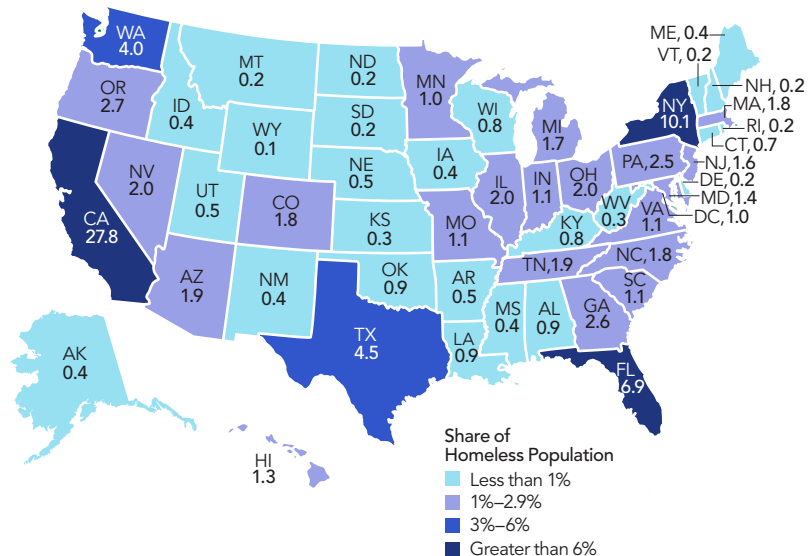 WA
4.0
MT
0.2
ND
0.2
MN
1.0
ME, 0.4
VT, 0.2
NH, 0.2
MA, 1.8
RI, 0.2
CT, 0.7
NJ, 1.6
DE, 0.2
MD, 1.4
DC, 1.0
OR
2.7
ID
0.4
WY
0.1
SD
0.2
WI
0.8
MI
1.7
NY
10.1
PA, 2.5
NV
2.0
UT
0.5
CO
1.8
NE
0.5
IA
0.4
IL
2.0
IN
1.1
OH
2.0
WV
0.3
VA
1.1
CA
27.8
KS
0.3
MO
1.1
KY
0.8
TN, 1.9
NC, 1.8
SC
1.1
AZ
1.9
NM
0.4
OK
0.9
AR
0.5
MS
0.4
AL
0.9
GA
2.6
TX
4.5
LA
0.9
FL
6.9
AK
0.4
HI
1.3
Share of
Homeless Population
Less than 1%
1%–2.9%
3%–6%
Greater than 6%